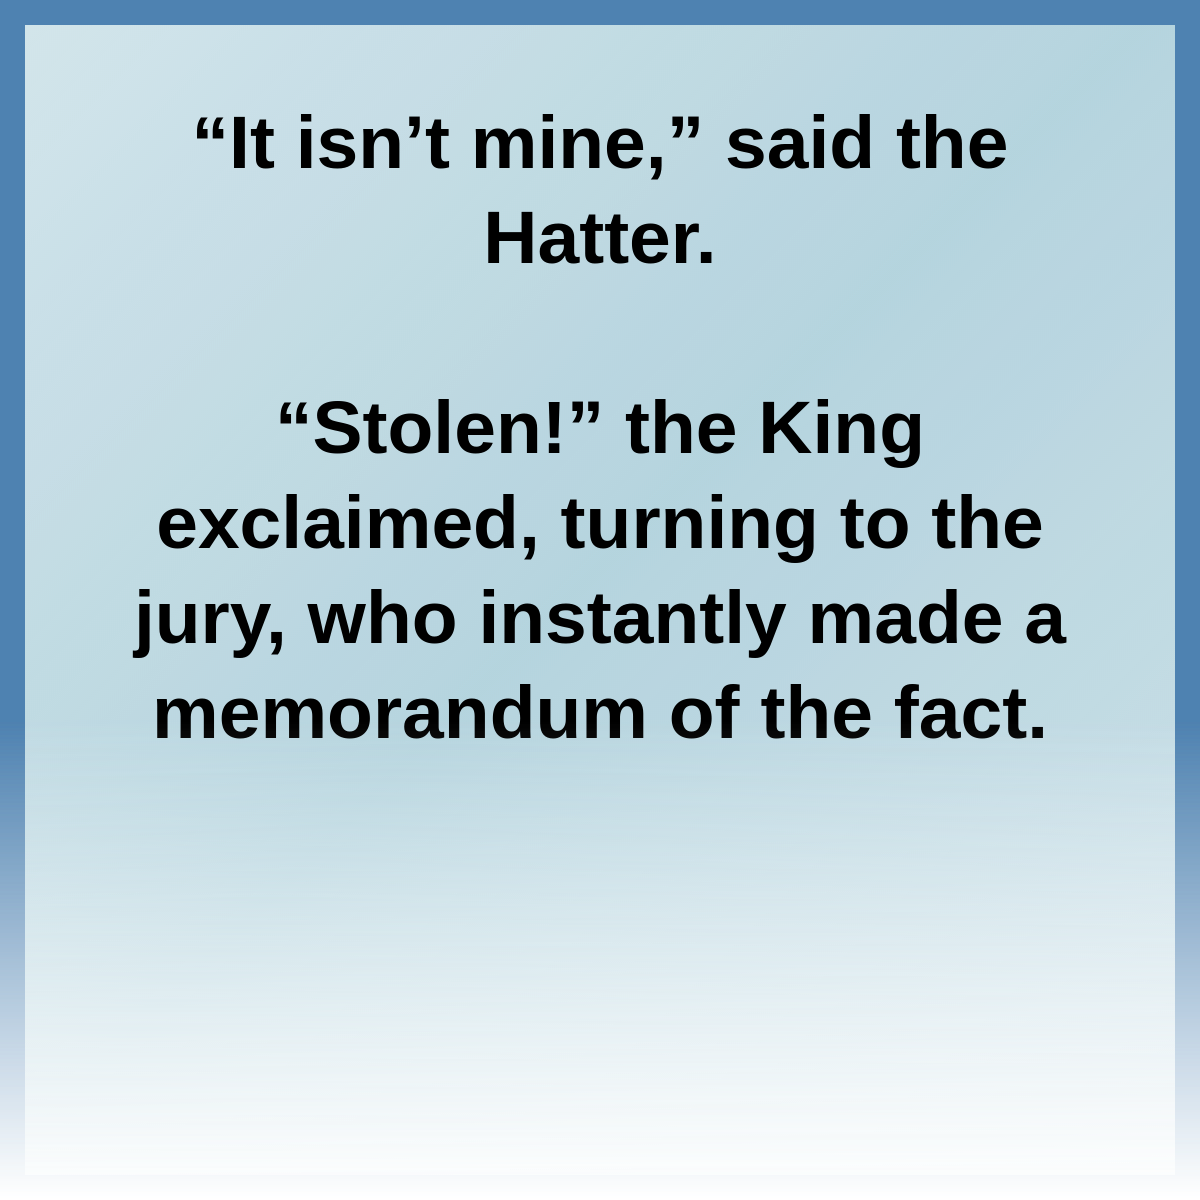 “It isn’t mine,” said the
Hatter.
“Stolen!” the King
exclaimed, turning to the
jury, who instantly made a
memorandum of the fact.